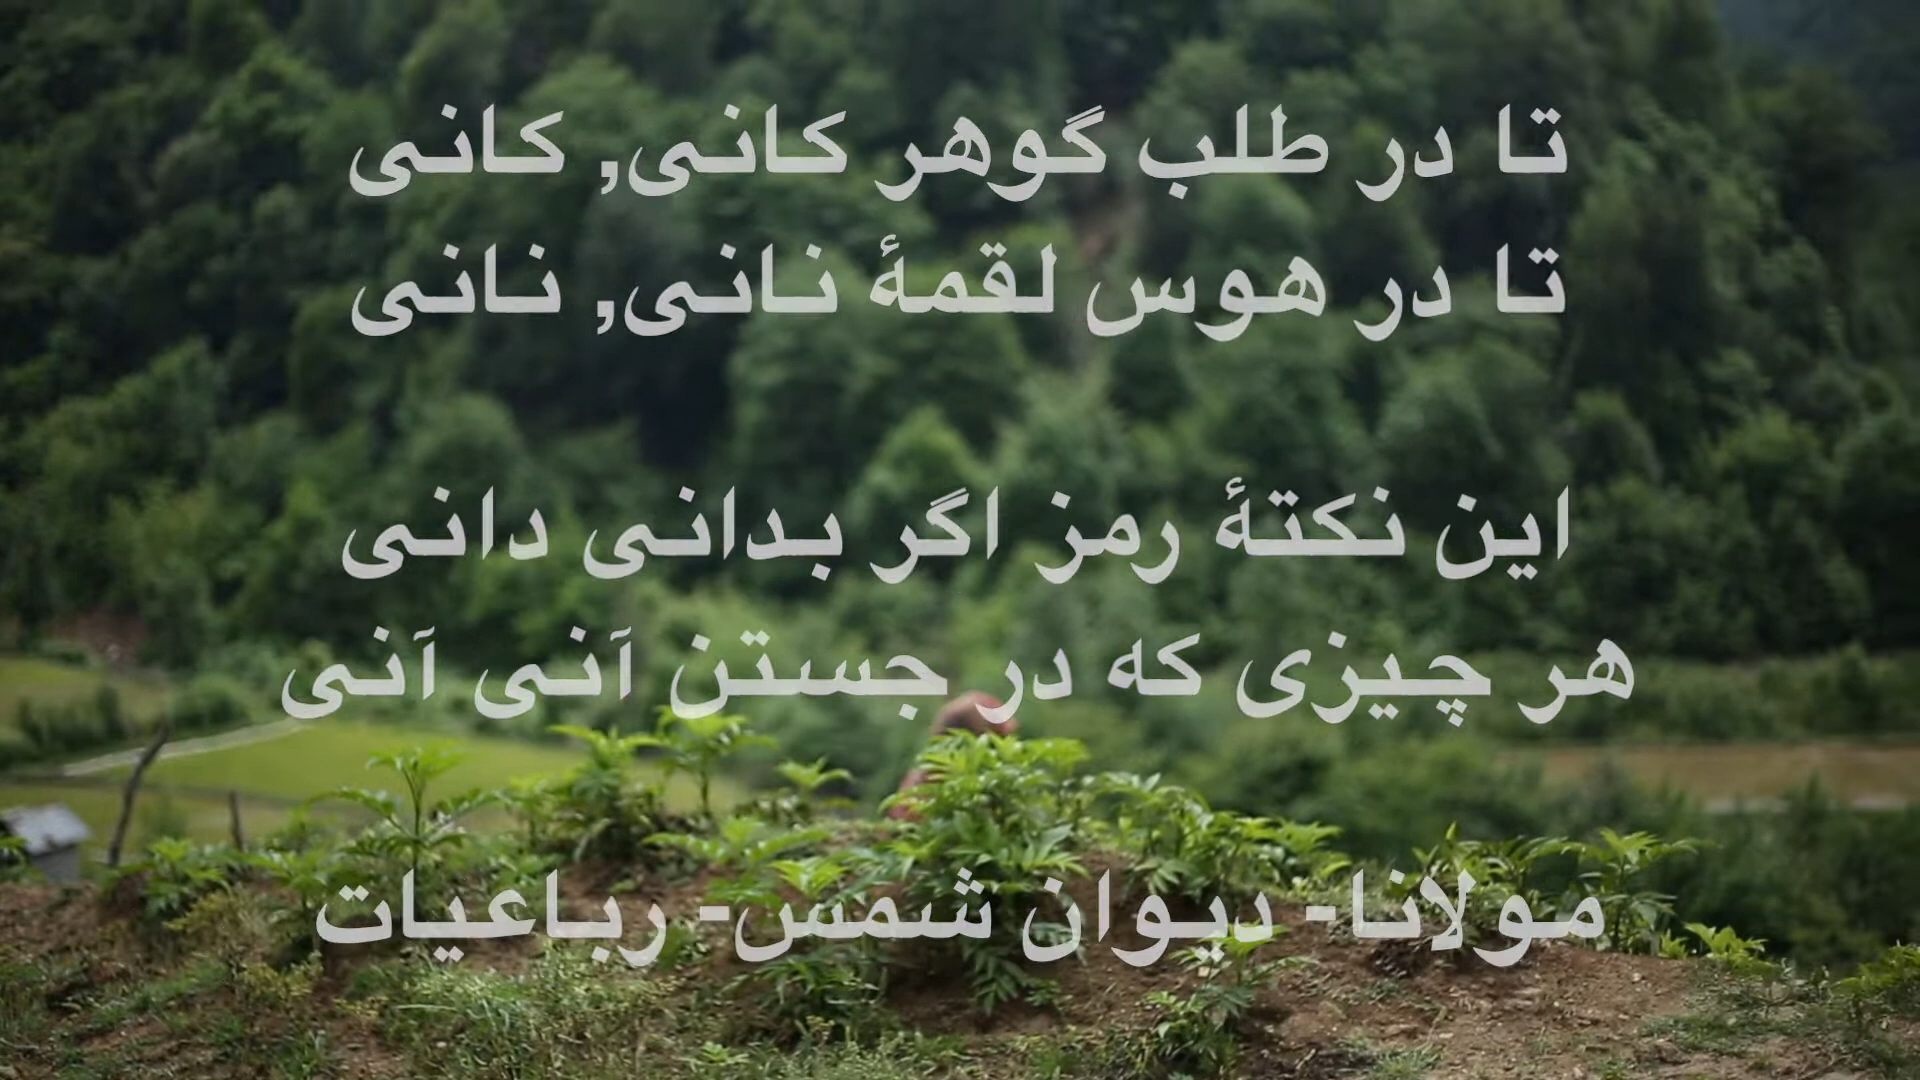 تا در طلب گوهر کانی, کانی
تا در هوس لقمهٔ نانی, نانی
این نکتهٔ رمز اگر بدانی دانی
هر چیزی که در جستن آنی آنی
مولانا- دیوان شمس- رباعیات